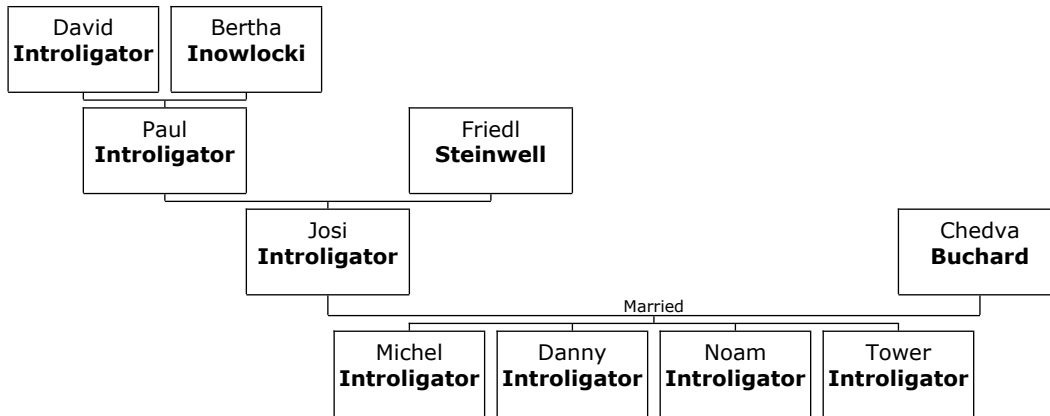 David
Introligator
Bertha
Inowlocki
Paul
Introligator
Friedl
Steinwell
Josi
Introligator
Chedva
Buchard
Married
Michel
Introligator
Danny
Introligator
Noam
Introligator
Tower
Introligator